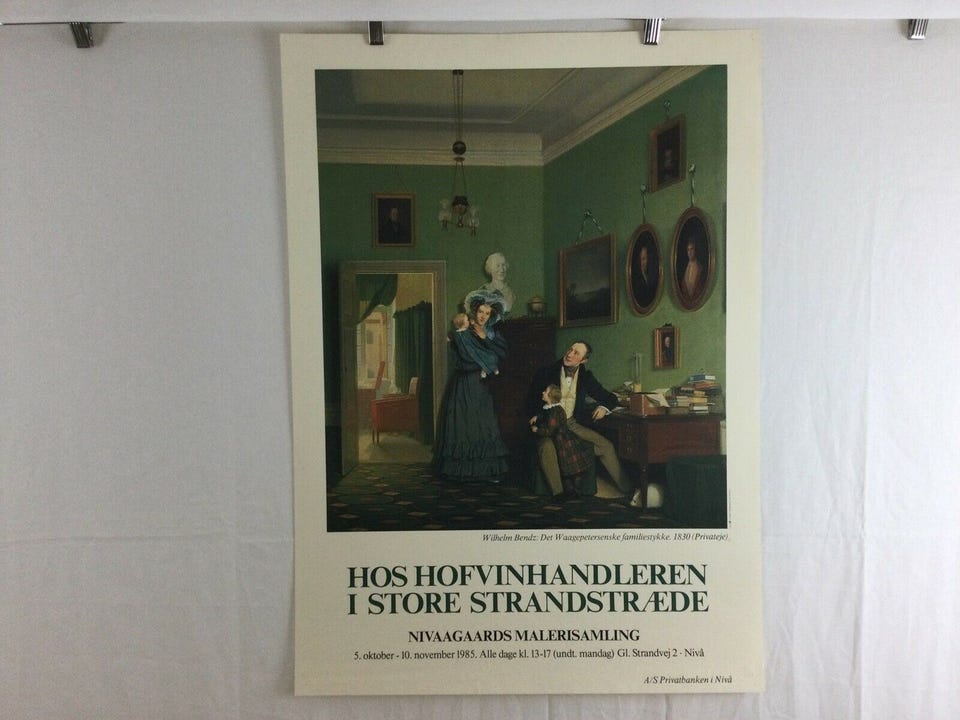 Wilhelm Bendz: Det Waagepetersenske familiestykke. 1830 (Privateje)
HOS HOFVINHANDLEREN
I STORE STRANDSTRÆDE
NIVAAGAARDS MALERISAMLING
5. oktober - 10. november 1985. Alle dage kl. 13-17 (undt. mandag) Gl. Strandvej 2 · Nivå
A/S Privatbanken i Nivå